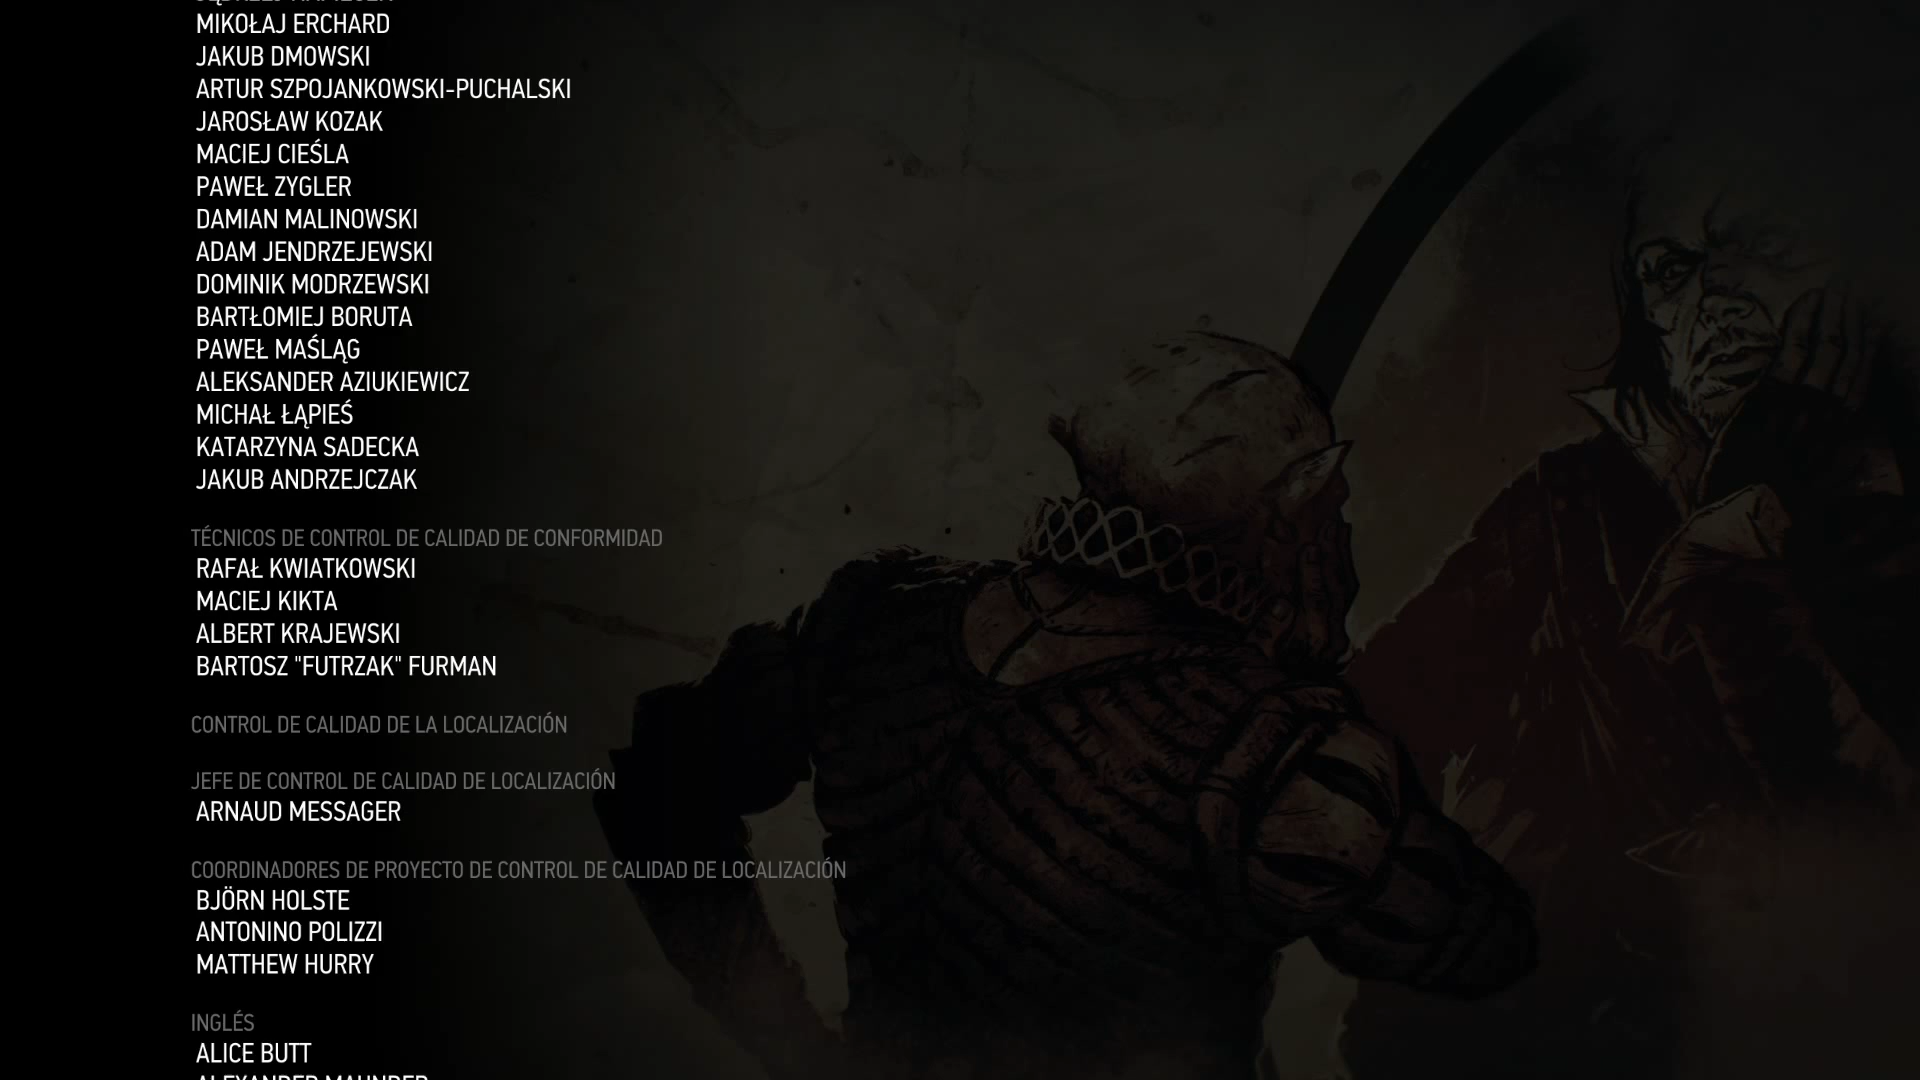 MIKOŁAJ ERCHARD
JAKUB DMOWSKI
ARTUR SZPOJANKOWSKI-PUCHALSKI
JAROSŁAW KOZAK
MACIEJ CIEŚLA
PAWEŁ ZYGLER
DAMIAN MALINOWSKI
ADAM JENDRZEJEWSKI
DOMINIK MODRZEWSKI
BARTŁOMIEJ BORUTA
PAWEŁ MAŚLĄG
ALEKSANDER AZIUKIEWICZ
MICHAŁ ŁĄPIEŚ
KATARZYNA SADECKA
JAKUB ANDRZEJCZAK
TÉCNICOS DE CONTROL DE CALIDAD DE CONFORMIDAD
RAFAŁ KWIATKOWSKI
MACIEJ KIKTA
ALBERT KRAJEWSKI
BARTOSZ "FUTRZAK" FURMAN
CONTROL DE CALIDAD DE LA LOCALIZACIÓN
JEFE DE CONTROL DE CALIDAD DE LOCALIZACIÓN
ARNAUD MESSAGER
COORDINADORES DE PROYECTO DE CONTROL DE CALIDAD DE LOCALIZACIÓN
BJÖRN HOLSTE
ANTONINO POLIZZI
MATTHEW HURRY
INGLÉS
ALICE BUTT
ALEXANDER MAUNDER